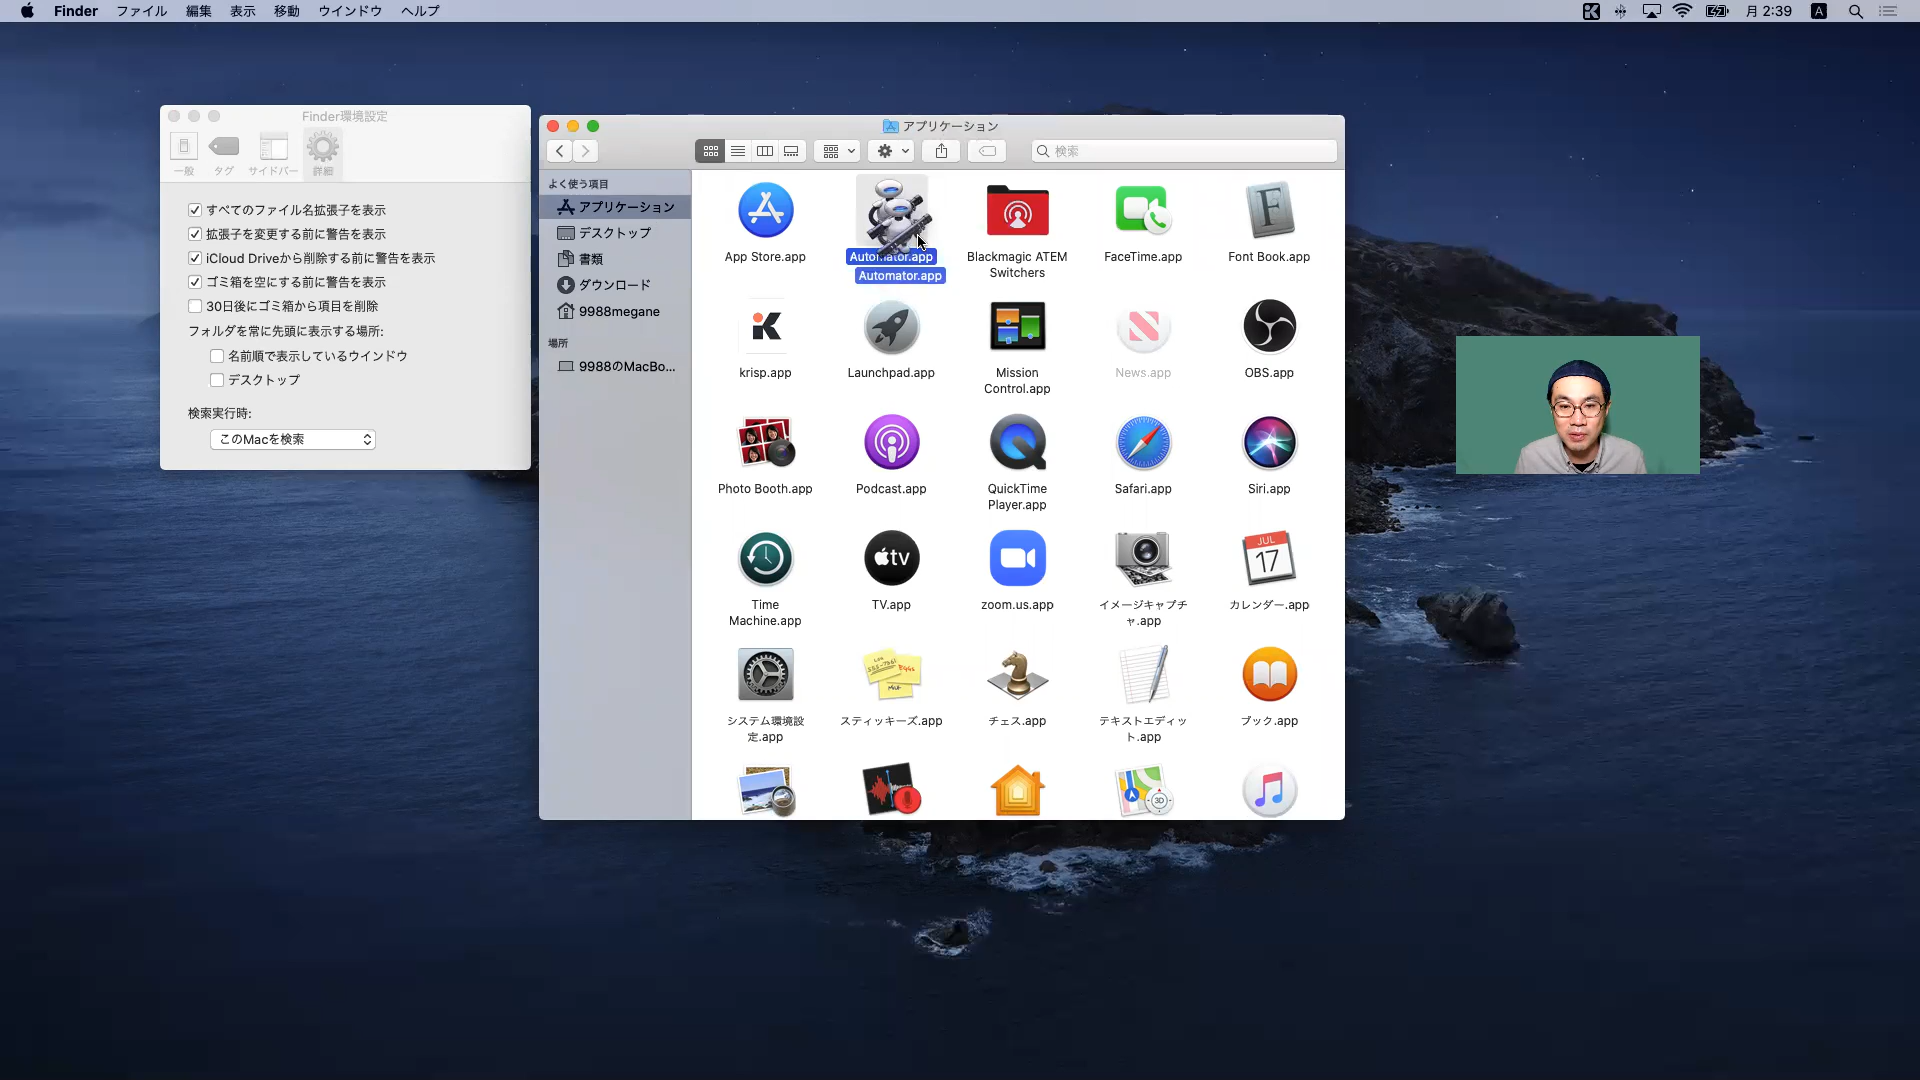 Finder ファイル 編集 表示 移動 ウインドウ ヘルプ
月 2:39 A
Finder環境設定
一般 タグ サイドバー 詳細
すべてのファイル名拡張子を表示
拡張子を変更する前に警告を表示
iCloud Driveから削除する前に警告を表示
ゴミ箱を空にする前に警告を表示
30日後にゴミ箱から項目を削除
フォルダを常に先頭に表示する場所:
名前順で表示しているウインドウ
デスクトップ
検索実行時:
このMacを検索
アプリケーション
検索
よく使う項目
アプリケーション
デスクトップ
書類
ダウンロード
9988megane
場所
9988のMacBo...
App Store.app
Automator.app
Automator.app
Blackmagic ATEM
Switchers
FaceTime.app
Font Book.app
krisp.app
Launchpad.app
Mission
Control.app
News.app
OBS.app
Photo Booth.app
Podcast.app
QuickTime
Player.app
Safari.app
Siri.app
tv
JUL
17
Time
Machine.app
TV.app
zoom.us.app
イメージキャプチ
ャ.app
カレンダー.app
システム環境設
定.app
スティッキーズ.app
チェス.app
テキストエディッ
ト.app
ブック.app
3D